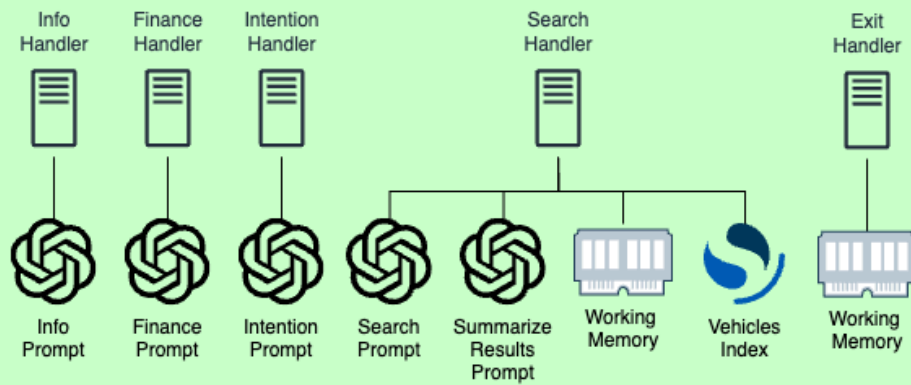 Info
Handler
Finance
Handler
Intention
Handler
Search
Handler
Exit
Handler
Info
Prompt
Finance
Prompt
Intention
Prompt
Search
Prompt
Summarize
Results
Prompt
Working
Memory
Vehicles
Index
Working
Memory